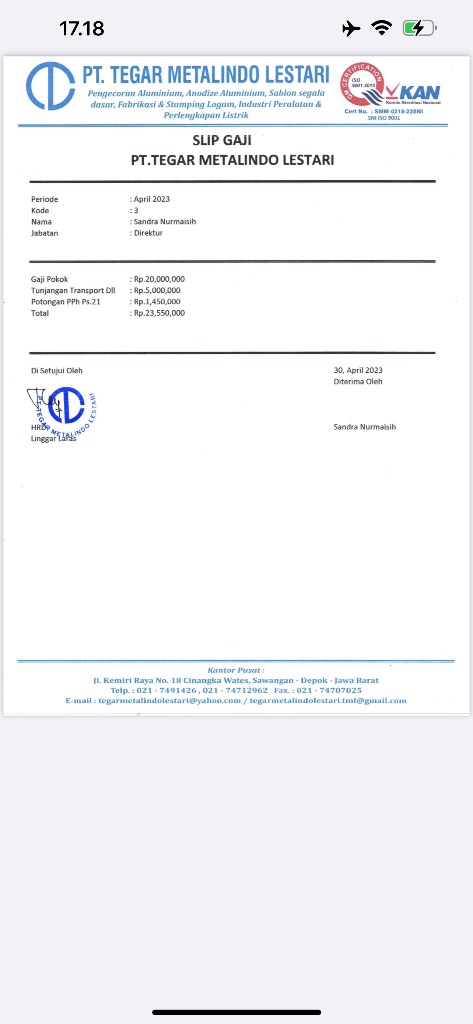 17.18
PT. TEGAR METALINDO LESTARI
Pengecoran Aluminium, Anodize Aluminium, Sablon segala
dasar, Fabrikasi & Stamping Logam, Industri Peralatan &
Perlengkapan Listrik
QM CERTIFICATION
ISO
9001:2015
KAN
Komite Akreditasi Nasional
Cert No. : SMM-0218-22SNI
SNI ISO 9001
SLIP GAJI
PT.TEGAR METALINDO LESTARI
Periode : April 2023
Kode : 3
Nama : Sandra Nurmaisih
Jabatan : Direktur
Gaji Pokok : Rp.20,000,000
Tunjangan Transport Dll : Rp.5,000,000
Potongan PPh Ps.21 : Rp.1,450,000
Total : Rp.23,550,000
Di Setujui Oleh
30, April 2023
Diterima Oleh
PT. TEGAR METALINDO LESTARI
HRD
Linggar Laras
Sandra Nurmaisih
Kantor Pusat :
Jl. Kemiri Raya No. 18 Cinangka Wates, Sawangan - Depok - Jawa Barat
Telp. : 021 - 7491426 , 021 - 74712962 Fax. : 021 - 74707025
E-mail : tegarmetalindolestari@yahoo.com / tegarmetalindolestari.tml@gmail.com